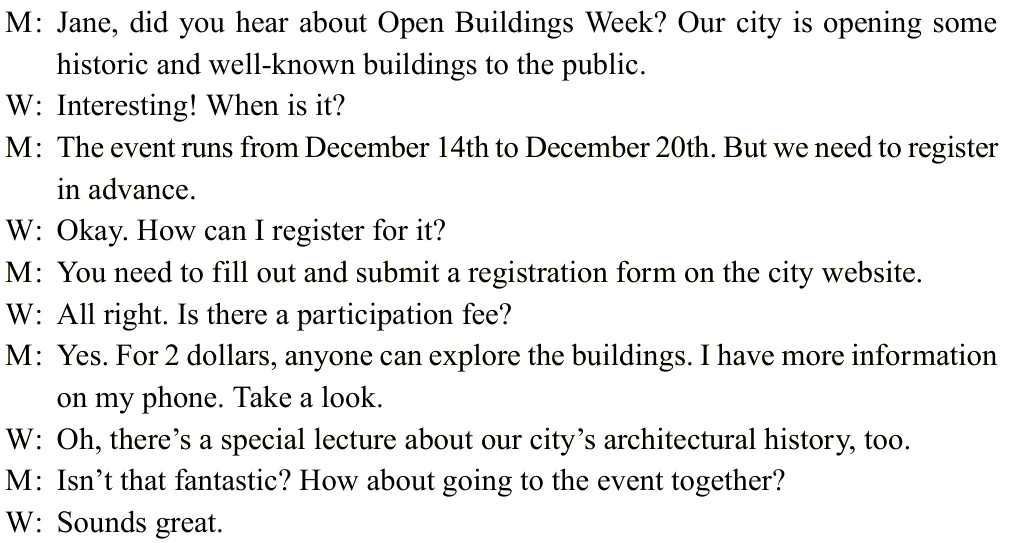 M: Jane, did you hear about Open Buildings Week? Our city is opening some
historic and well-known buildings to the public.
W: Interesting! When is it?
M: The event runs from December 14th to December 20th. But we need to register
in advance.
W: Okay. How can I register for it?
M: You need to fill out and submit a registration form on the city website.
W: All right. Is there a participation fee?
M: Yes. For 2 dollars, anyone can explore the buildings. I have more information
on my phone. Take a look.
W: Oh, there’s a special lecture about our city’s architectural history, too.
M: Isn’t that fantastic? How about going to the event together?
W: Sounds great.